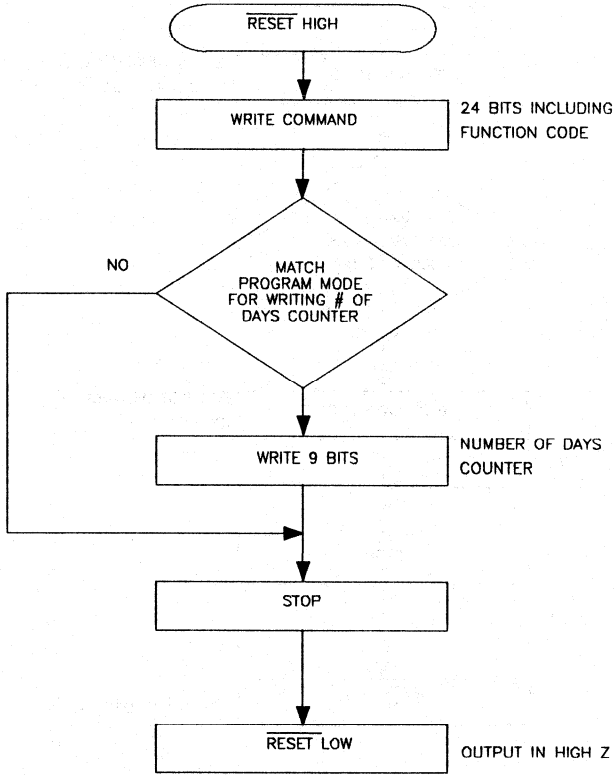 RESET HIGH
WRITE COMMAND
24 BITS INCLUDING
FUNCTION CODE
NO
MATCH
PROGRAM MODE
FOR WRITING # OF
DAYS COUNTER
WRITE 9 BITS
NUMBER OF DAYS
COUNTER
STOP
RESET LOW
OUTPUT IN HIGH Z